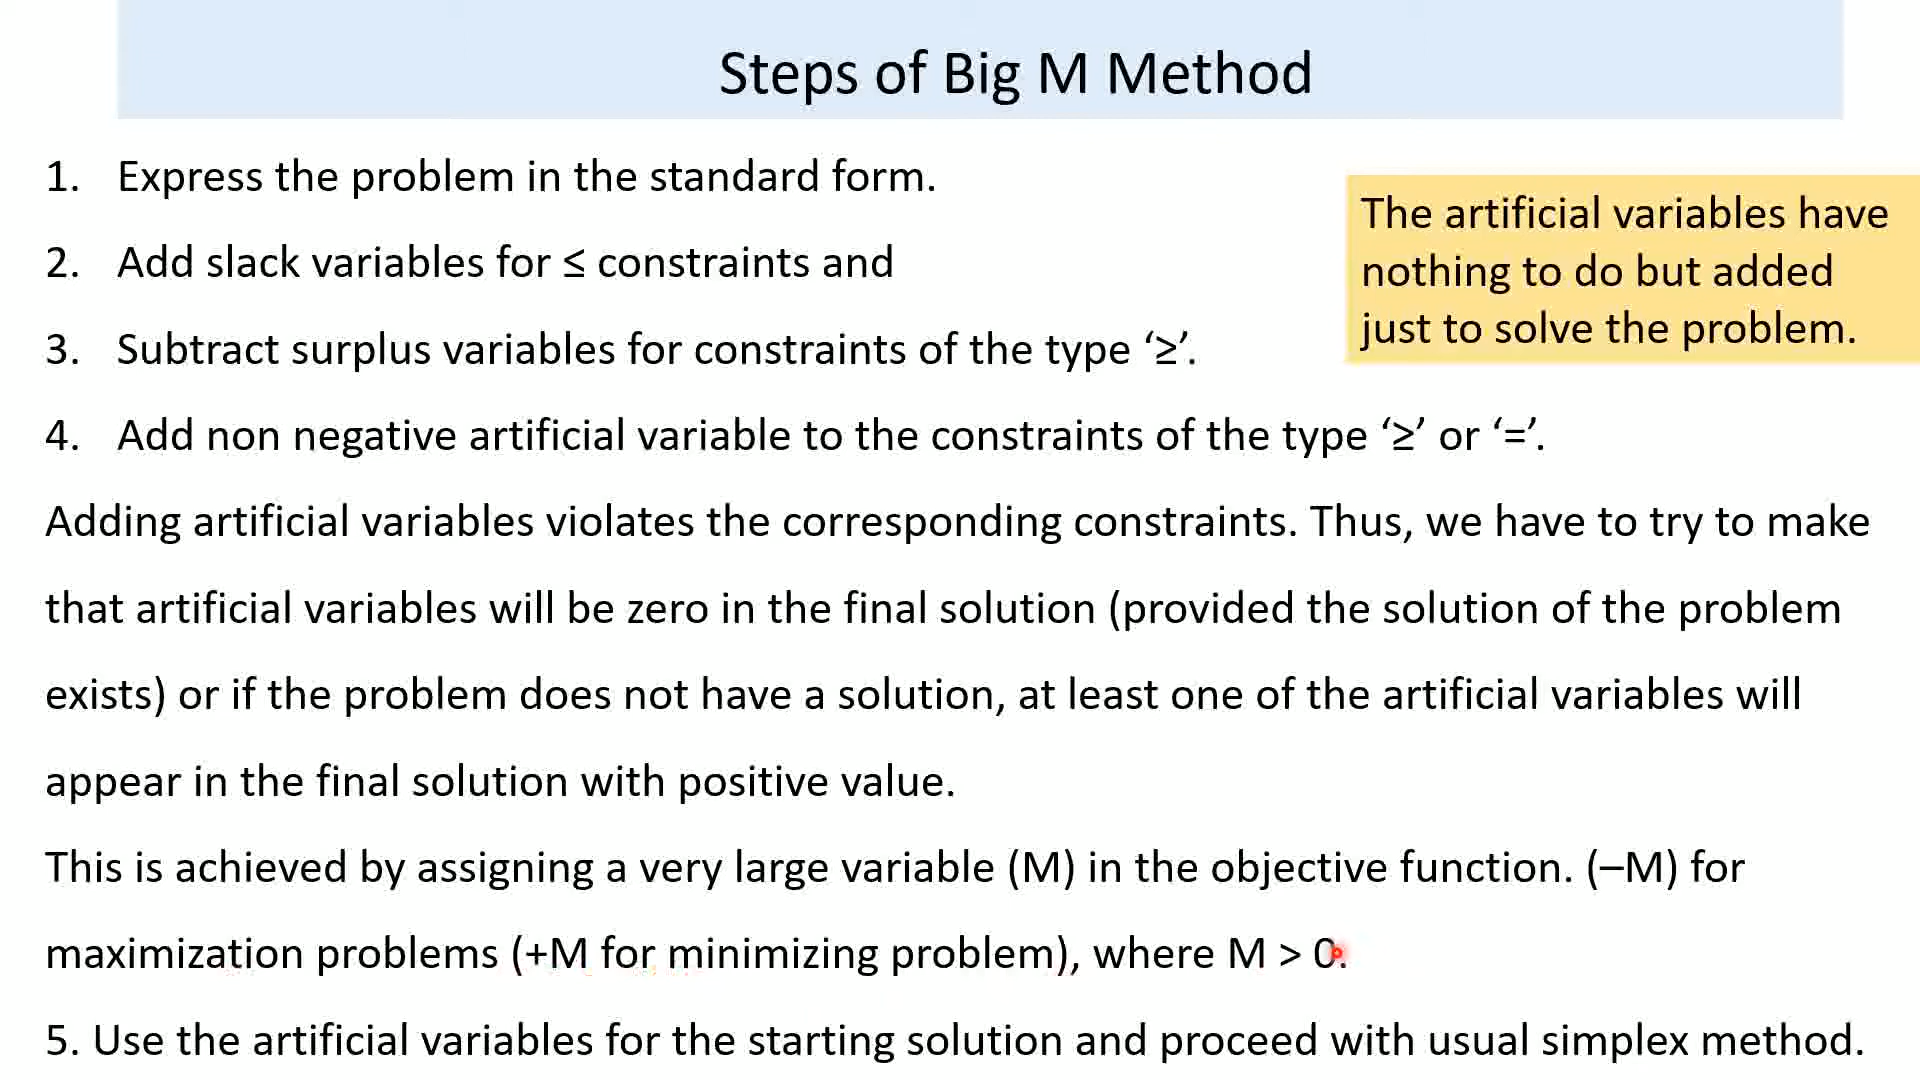 Steps of Big M Method
1. Express the problem in the standard form.
2. Add slack variables for ≤ constraints and
3. Subtract surplus variables for constraints of the type ‘≥’.
4. Add non negative artificial variable to the constraints of the type ‘≥’ or ‘=’.
The artificial variables have
nothing to do but added
just to solve the problem.
Adding artificial variables violates the corresponding constraints. Thus, we have to try to make
that artificial variables will be zero in the final solution (provided the solution of the problem
exists) or if the problem does not have a solution, at least one of the artificial variables will
appear in the final solution with positive value.
This is achieved by assigning a very large variable (M) in the objective function. (–M) for
maximization problems (+M for minimizing problem), where M > 0.
5. Use the artificial variables for the starting solution and proceed with usual simplex method.